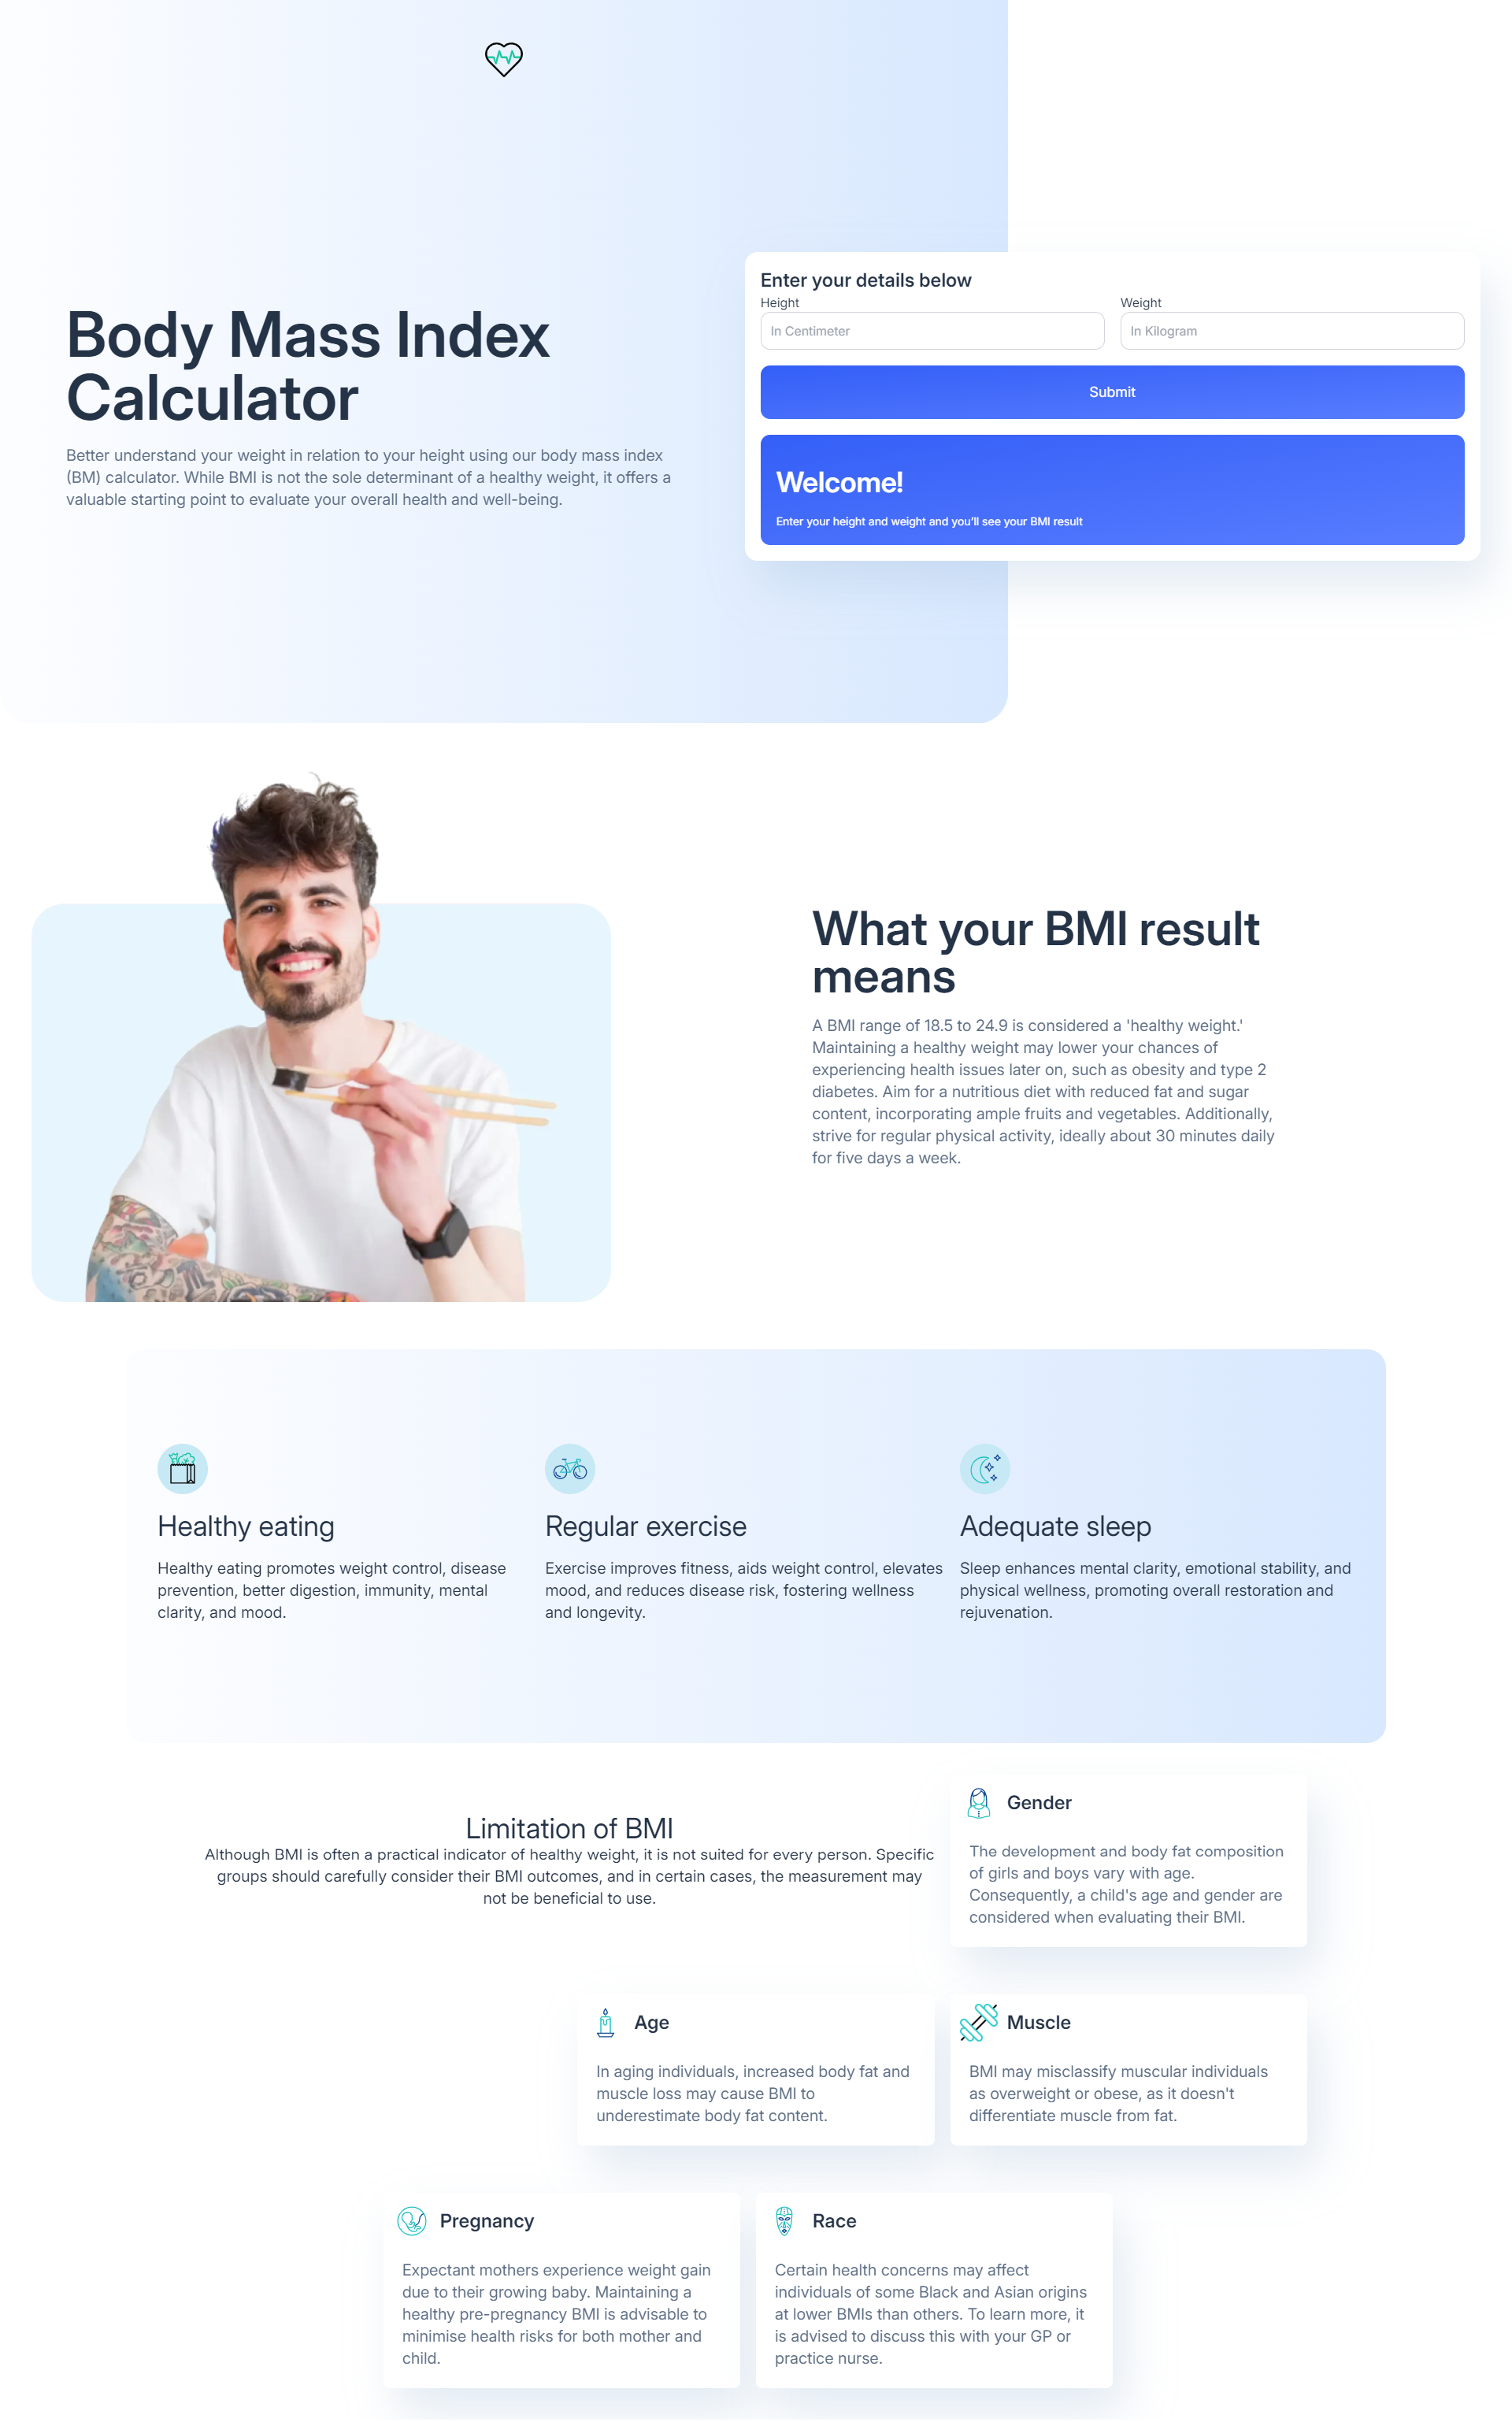 Body Mass Index
Calculator
Better understand your weight in relation to your height using our body mass index
(BM) calculator. While BMI is not the sole determinant of a healthy weight, it offers a
valuable starting point to evaluate your overall health and well-being.
Enter your details below
Height
Weight
In Centimeter
In Kilogram
Submit
Welcome!
Enter your height and weight and you'll see your BMI result
What your BMI result
means
A BMI range of 18.5 to 24.9 is considered a 'healthy weight.'
Maintaining a healthy weight may lower your chances of
experiencing health issues later on, such as obesity and type 2
diabetes. Aim for a nutritious diet with reduced fat and sugar
content, incorporating ample fruits and vegetables. Additionally,
strive for regular physical activity, ideally about 30 minutes daily
for five days a week.
Healthy eating
Healthy eating promotes weight control, disease
prevention, better digestion, immunity, mental
clarity, and mood.
Regular exercise
Exercise improves fitness, aids weight control, elevates
mood, and reduces disease risk, fostering wellness
and longevity.
Adequate sleep
Sleep enhances mental clarity, emotional stability, and
physical wellness, promoting overall restoration and
rejuvenation.
Limitation of BMI
Although BMI is often a practical indicator of healthy weight, it is not suited for every person. Specific
groups should carefully consider their BMI outcomes, and in certain cases, the measurement may
not be beneficial to use.
Gender
The development and body fat composition
of girls and boys vary with age.
Consequently, a child's age and gender are
considered when evaluating their BMI.
Age
In aging individuals, increased body fat and
muscle loss may cause BMI to
underestimate body fat content.
Muscle
BMI may misclassify muscular individuals
as overweight or obese, as it doesn't
differentiate muscle from fat.
Pregnancy
Expectant mothers experience weight gain
due to their growing baby. Maintaining a
healthy pre-pregnancy BMI is advisable to
minimise health risks for both mother and
child.
Race
Certain health concerns may affect
individuals of some Black and Asian origins
at lower BMIs than others. To learn more, it
is advised to discuss this with your GP or
practice nurse.